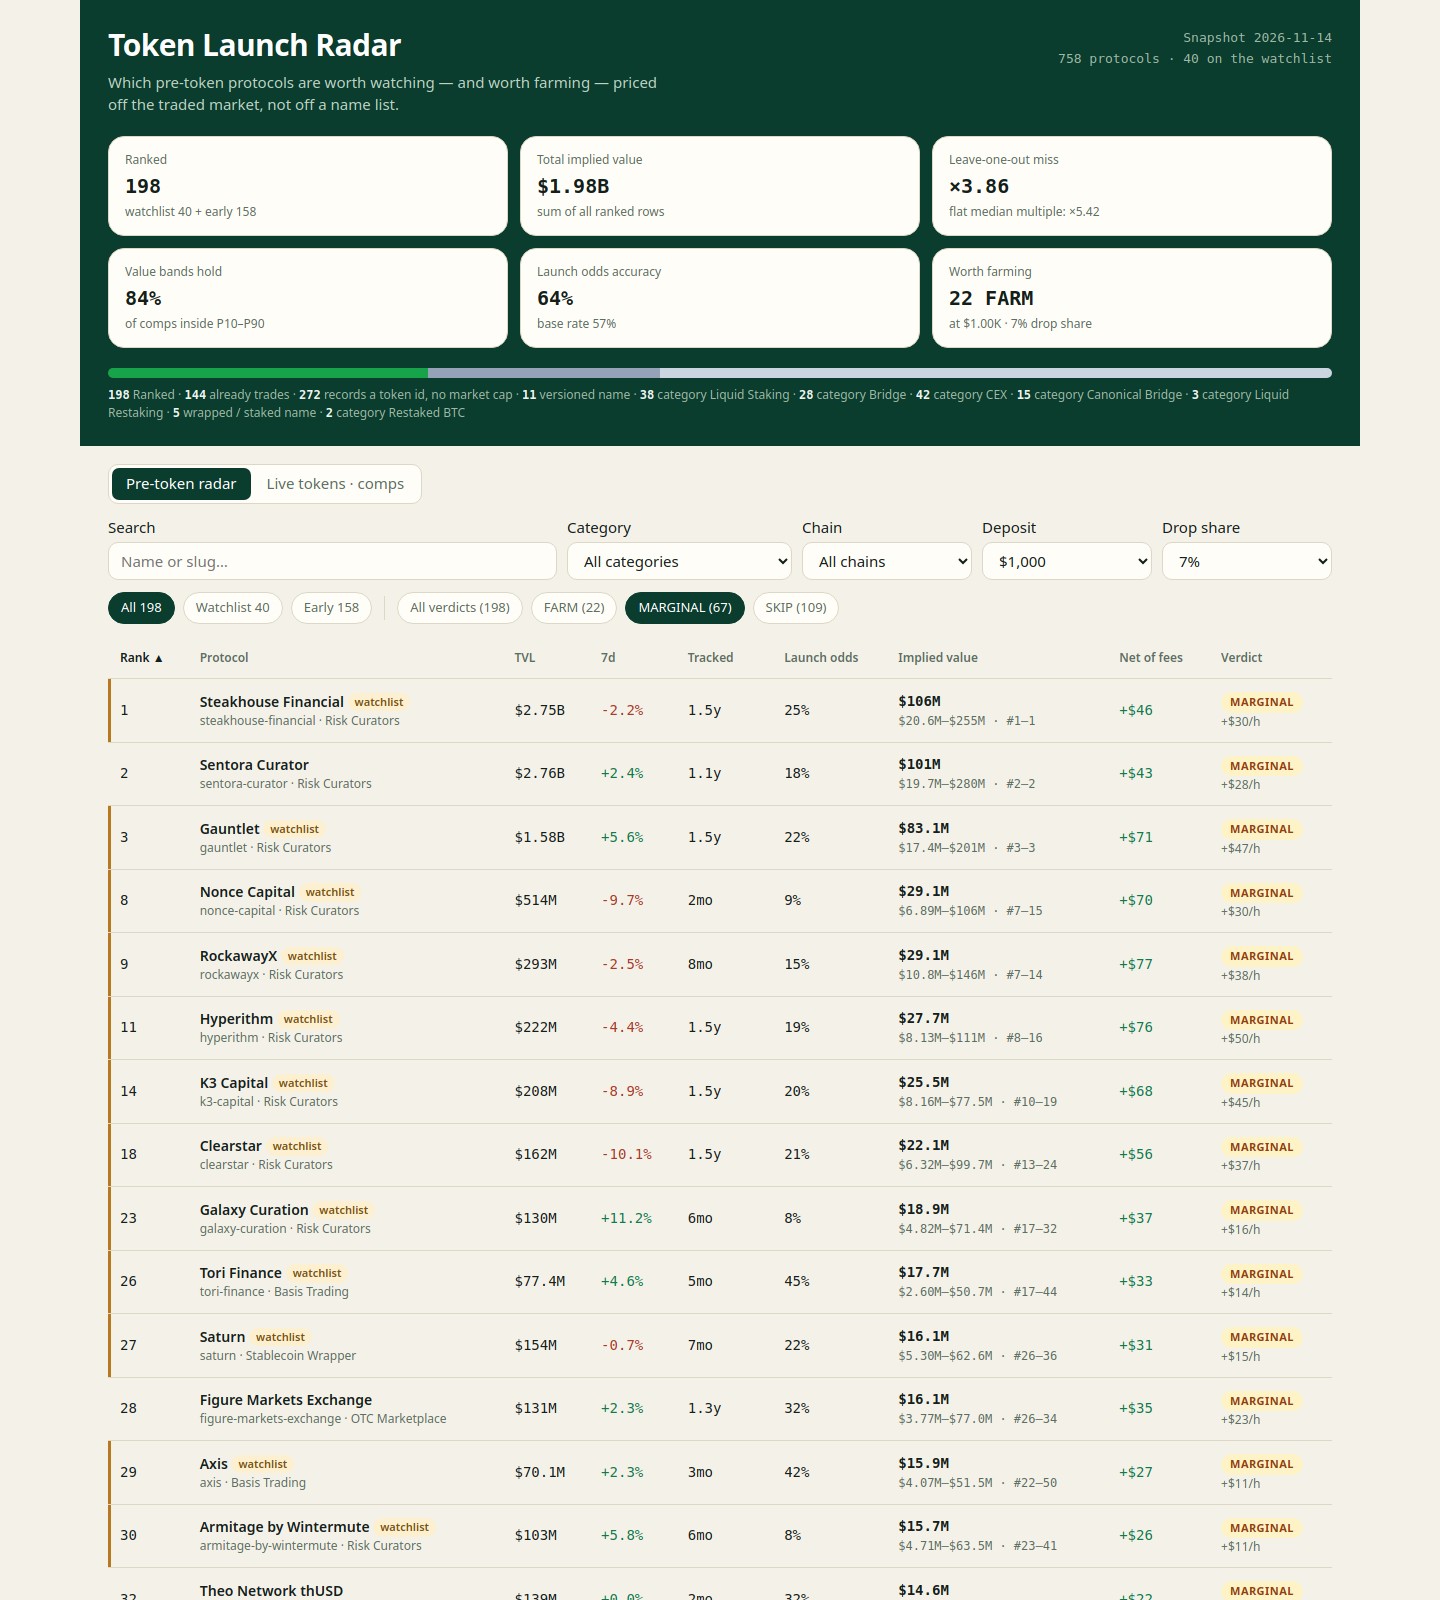 Token Launch Radar
Snapshot 2026-11-14
758 protocols · 40 on the watchlist
Which pre-token protocols are worth watching — and worth farming — priced
off the traded market, not off a name list.
Ranked
198
watchlist 40 + early 158
Total implied value
$1.98B
sum of all ranked rows
Leave-one-out miss
×3.86
flat median multiple: ×5.42
Value bands hold
84%
of comps inside P10–P90
Launch odds accuracy
64%
base rate 57%
Worth farming
22 FARM
at $1.00K · 7% drop share
198 Ranked · 144 already trades · 272 records a token id, no market cap · 11 versioned name · 38 category Liquid Staking · 28 category Bridge · 42 category CEX · 15 category Canonical Bridge · 3 category Liquid
Restaking · 5 wrapped / staked name · 2 category Restaked BTC
Pre-token radar Live tokens · comps
Search Category Chain Deposit Drop share
Name or slug... All categories All chains $1,000 7%
All 198 Watchlist 40 Early 158 All verdicts (198) FARM (22) MARGINAL (67) SKIP (109)
Rank ▲ Protocol TVL 7d Tracked Launch odds Implied value Net of fees Verdict
1 Steakhouse Financial watchlist $2.75B -2.2% 1.5y 25% $106M +$46 MARGINAL
steakhouse-financial · Risk Curators $20.6M–$255M · #1–1 +$30/h
2 Sentora Curator $2.76B +2.4% 1.1y 18% $101M +$43 MARGINAL
sentora-curator · Risk Curators $19.7M–$280M · #2–2 +$28/h
3 Gauntlet watchlist $1.58B +5.6% 1.5y 22% $83.1M +$71 MARGINAL
gauntlet · Risk Curators $17.4M–$201M · #3–3 +$47/h
8 Nonce Capital watchlist $514M -9.7% 2mo 9% $29.1M +$70 MARGINAL
nonce-capital · Risk Curators $6.89M–$106M · #7–15 +$30/h
9 RockawayX watchlist $293M -2.5% 8mo 15% $29.1M +$77 MARGINAL
rockawayx · Risk Curators $10.8M–$146M · #7–14 +$38/h
11 Hyperithm watchlist $222M -4.4% 1.5y 19% $27.7M +$76 MARGINAL
hyperithm · Risk Curators $8.13M–$111M · #8–16 +$50/h
14 K3 Capital watchlist $208M -8.9% 1.5y 20% $25.5M +$68 MARGINAL
k3-capital · Risk Curators $8.16M–$77.5M · #10–19 +$45/h
18 Clearstar watchlist $162M -10.1% 1.5y 21% $22.1M +$56 MARGINAL
clearstar · Risk Curators $6.32M–$99.7M · #13–24 +$37/h
23 Galaxy Curation watchlist $130M +11.2% 6mo 8% $18.9M +$37 MARGINAL
galaxy-curation · Risk Curators $4.82M–$71.4M · #17–32 +$16/h
26 Tori Finance watchlist $77.4M +4.6% 5mo 45% $17.7M +$33 MARGINAL
tori-finance · Basis Trading $2.60M–$50.7M · #17–44 +$14/h
27 Saturn watchlist $154M -0.7% 7mo 22% $16.1M +$31 MARGINAL
saturn · Stablecoin Wrapper $5.30M–$62.6M · #26–36 +$15/h
28 Figure Markets Exchange $131M +2.3% 1.3y 32% $16.1M +$35 MARGINAL
figure-markets-exchange · OTC Marketplace $3.77M–$77.0M · #26–34 +$23/h
29 Axis watchlist $70.1M +2.3% 3mo 42% $15.9M +$27 MARGINAL
axis · Basis Trading $4.07M–$51.5M · #22–50 +$11/h
30 Armitage by Wintermute watchlist $103M +5.8% 6mo 8% $15.7M +$26 MARGINAL
armitage-by-wintermute · Risk Curators $4.71M–$63.5M · #23–41 +$11/h
32 Theo Network thUSD $139M +0.0% 2mo 32% $14.6M +$22 MARGINAL